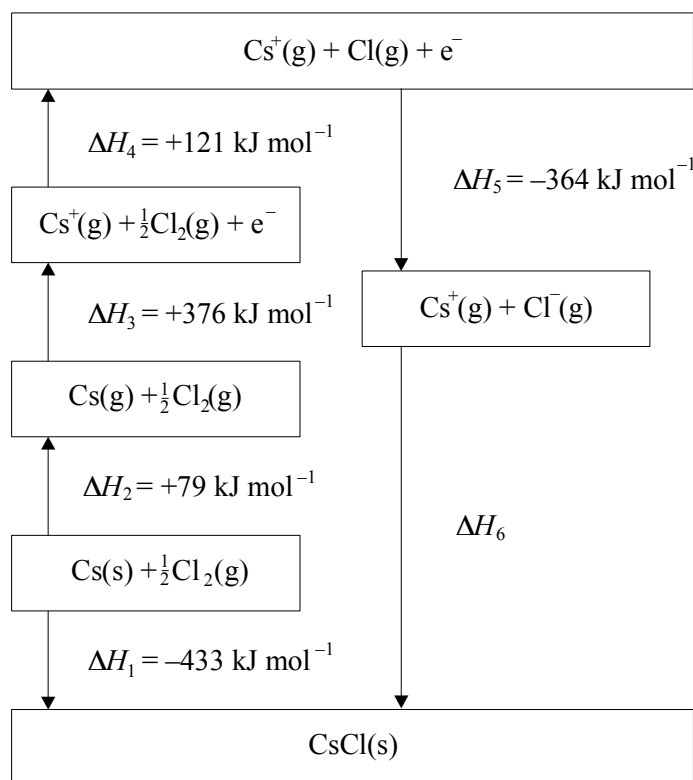 Cs⁺(g) + Cl(g) + e⁻
ΔH₄ = +121 kJ mol⁻¹
ΔH₅ = –364 kJ mol⁻¹
Cs⁺(g) + ½Cl₂(g) + e⁻
Cs⁺(g) + Cl⁻(g)
ΔH₃ = +376 kJ mol⁻¹
Cs(g) + ½Cl₂(g)
ΔH₂ = +79 kJ mol⁻¹
ΔH₆
Cs(s) + ½Cl₂(g)
ΔH₁ = –433 kJ mol⁻¹
CsCl(s)